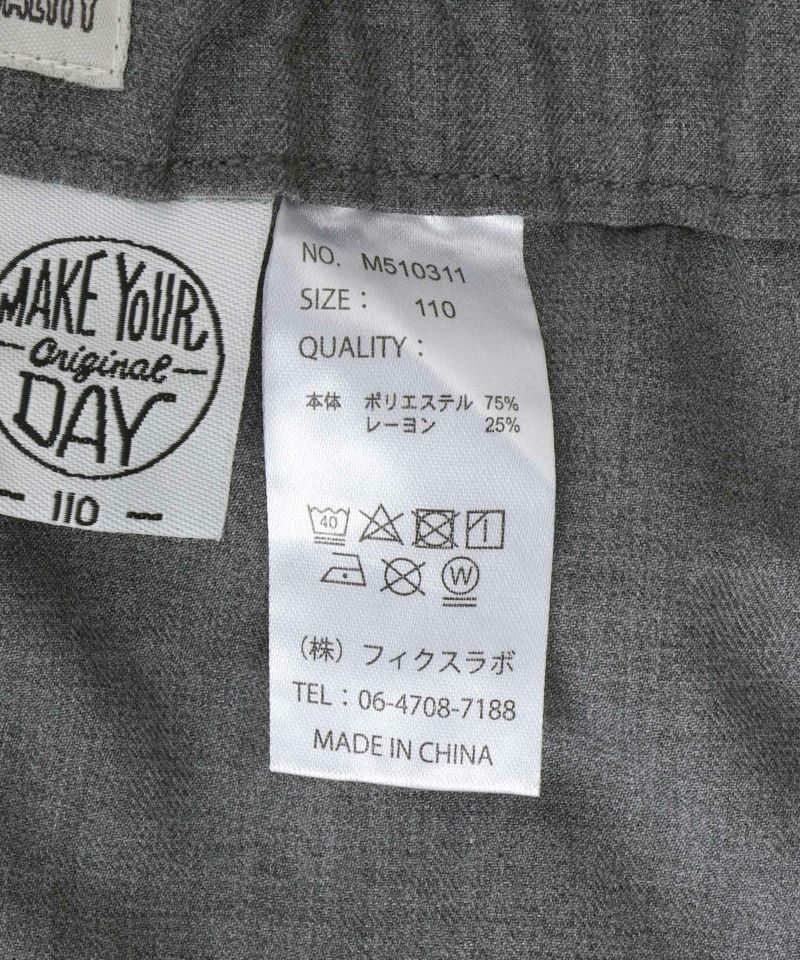 MAKE YOUR
Original
DAY
110
NO. M510311
SIZE： 110
QUALITY：
本体 ポリエステル 75%
レーヨン 25%
40
W
（株）フィクスラボ
TEL：06-4708-7188
MADE IN CHINA